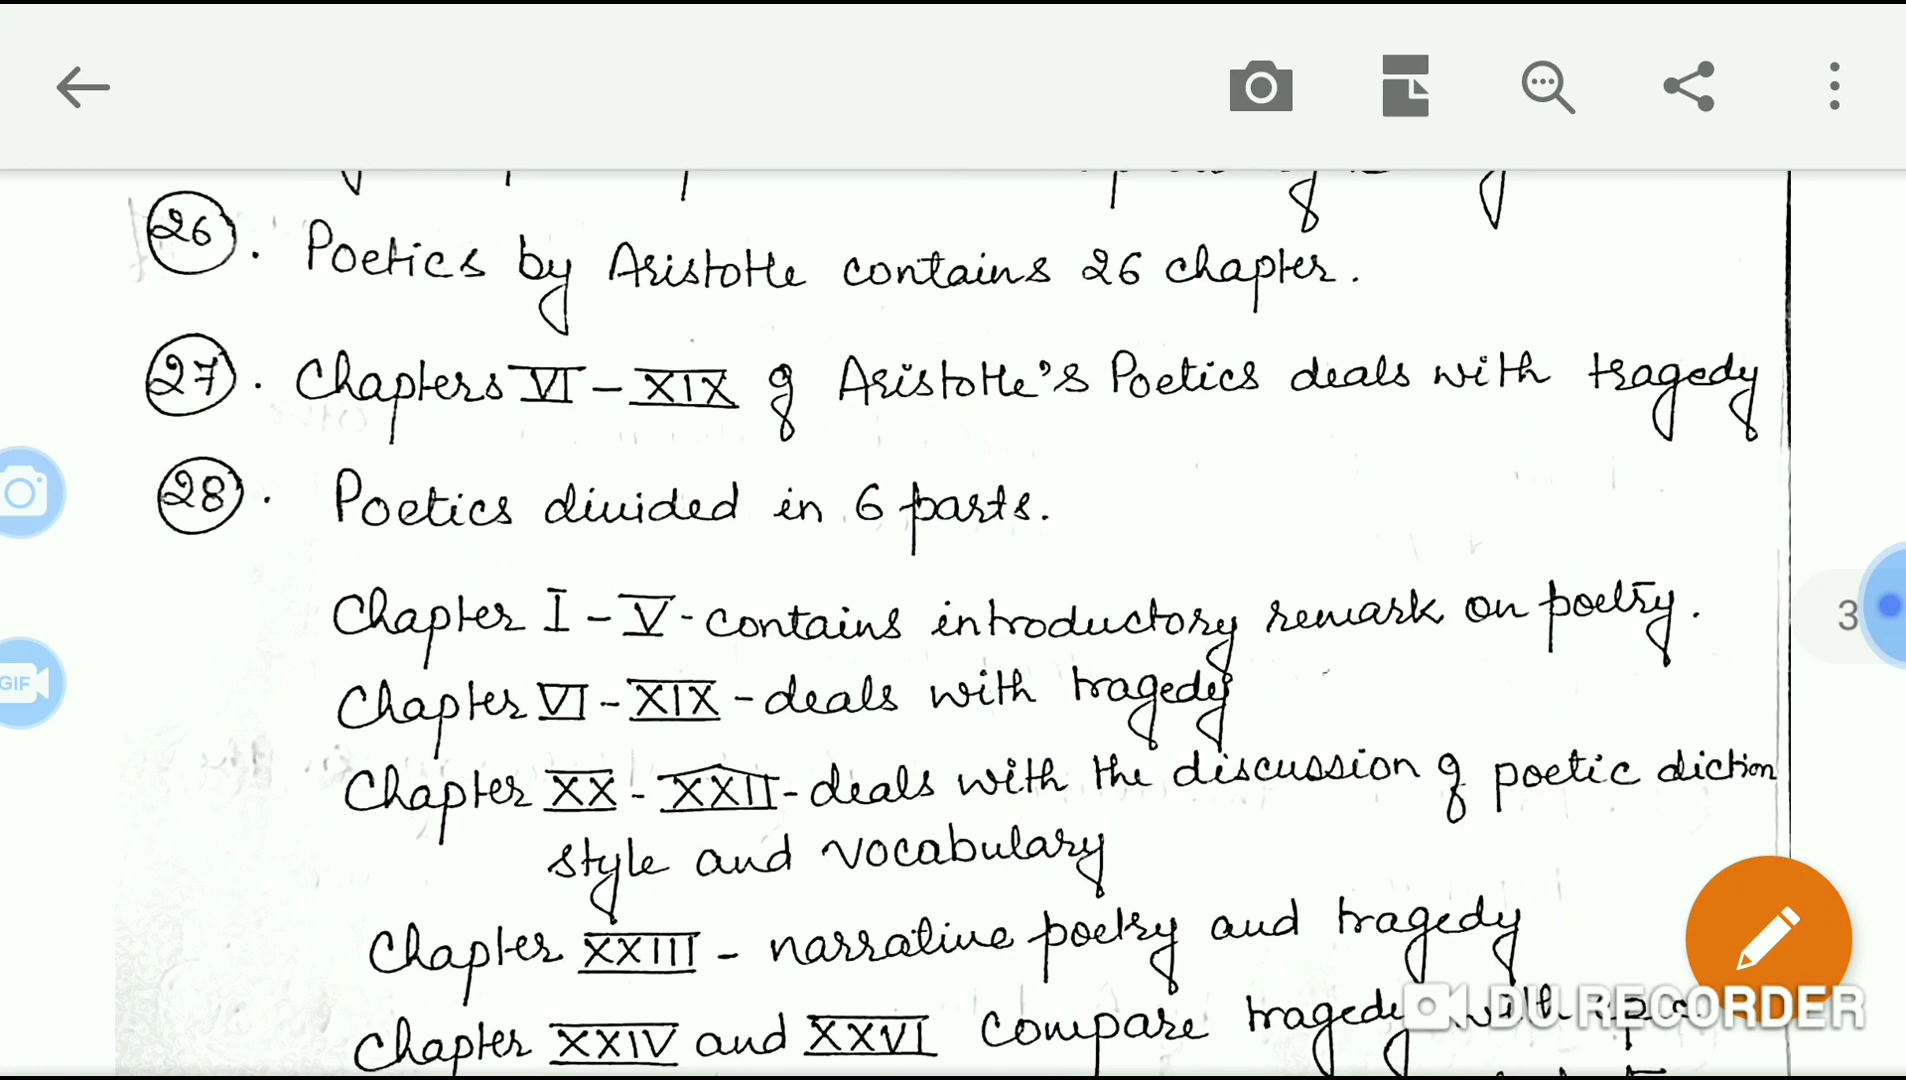 26. Poetics by Aristotle contains 26 chapter.
27. Chapters VI - XIX of Aristotle's Poetics deals with tragedy
28. Poetics divided in 6 parts.
Chapter I - V - contains introductory remark on poetry.
Chapter VI - XIX - deals with tragedy
3
GIF
Chapter XX - XXII - deals with the discussion of poetic diction
style and vocabulary
Chapter XXIII - narrative poetry and tragedy
Chapter XXIV and XXVI compare tragedy with
DU RECORDER